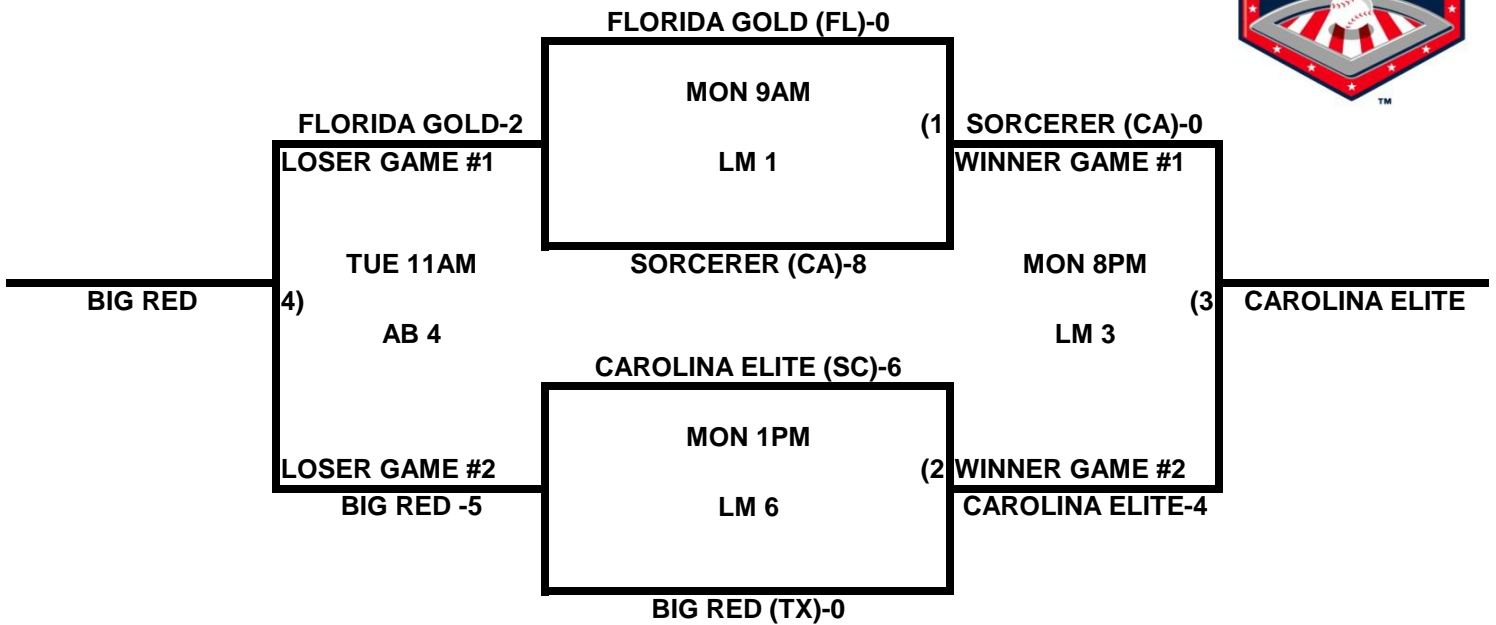 FLORIDA GOLD (FL)-0
MON 9AM
FLORIDA GOLD-2
(1
SORCERER (CA)-0
LOSER GAME #1
LM 1
WINNER GAME #1
TUE 11AM
SORCERER (CA)-8
MON 8PM
BIG RED
4)
(3
CAROLINA ELITE
AB 4
LM 3
CAROLINA ELITE (SC)-6
MON 1PM
LOSER GAME #2
(2
WINNER GAME #2
BIG RED -5
LM 6
CAROLINA ELITE-4
BIG RED (TX)-0
TM